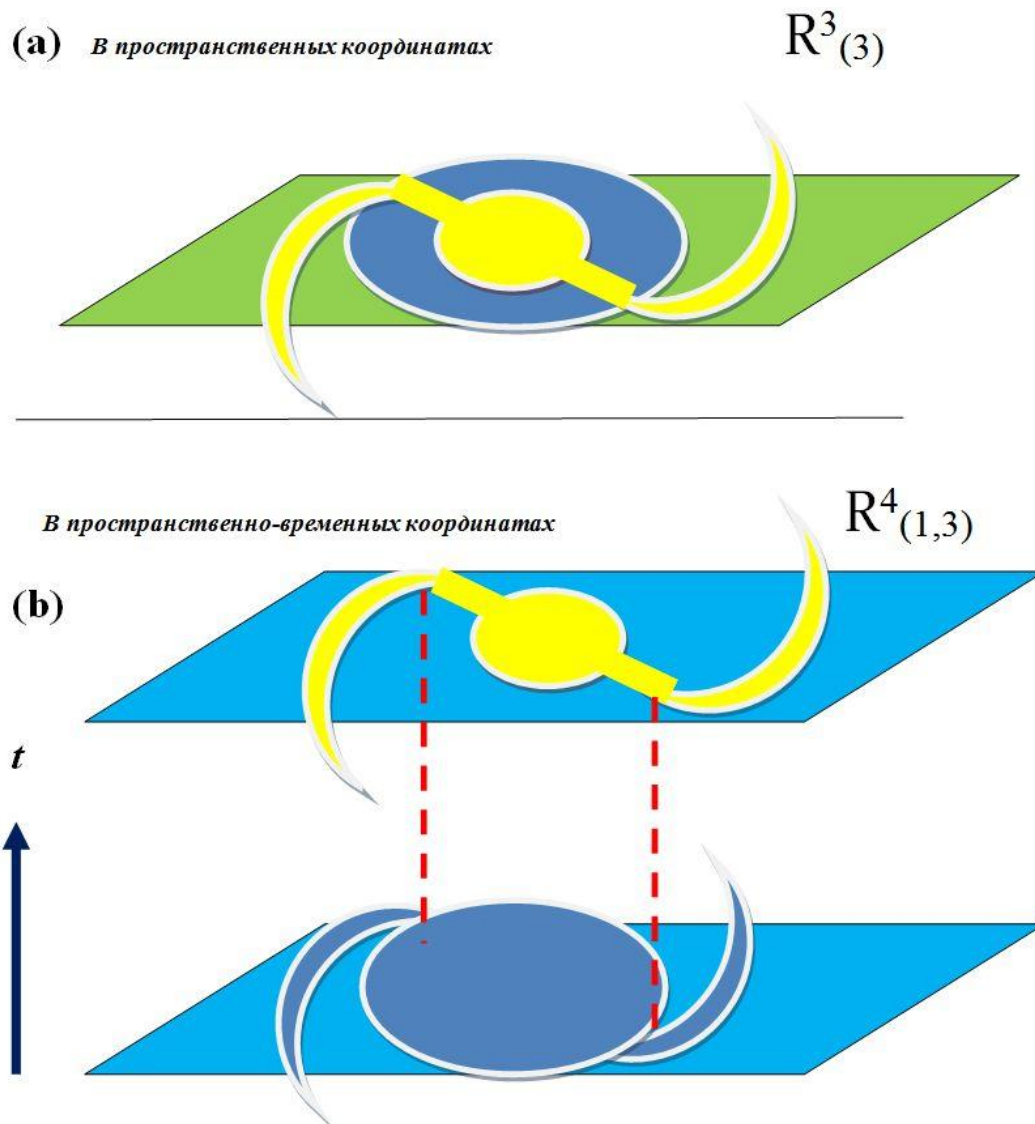 (a) В пространственных координатах R³₍₃₎
В пространственно-временных координатах R⁴₍₁,₃₎
(b)
t